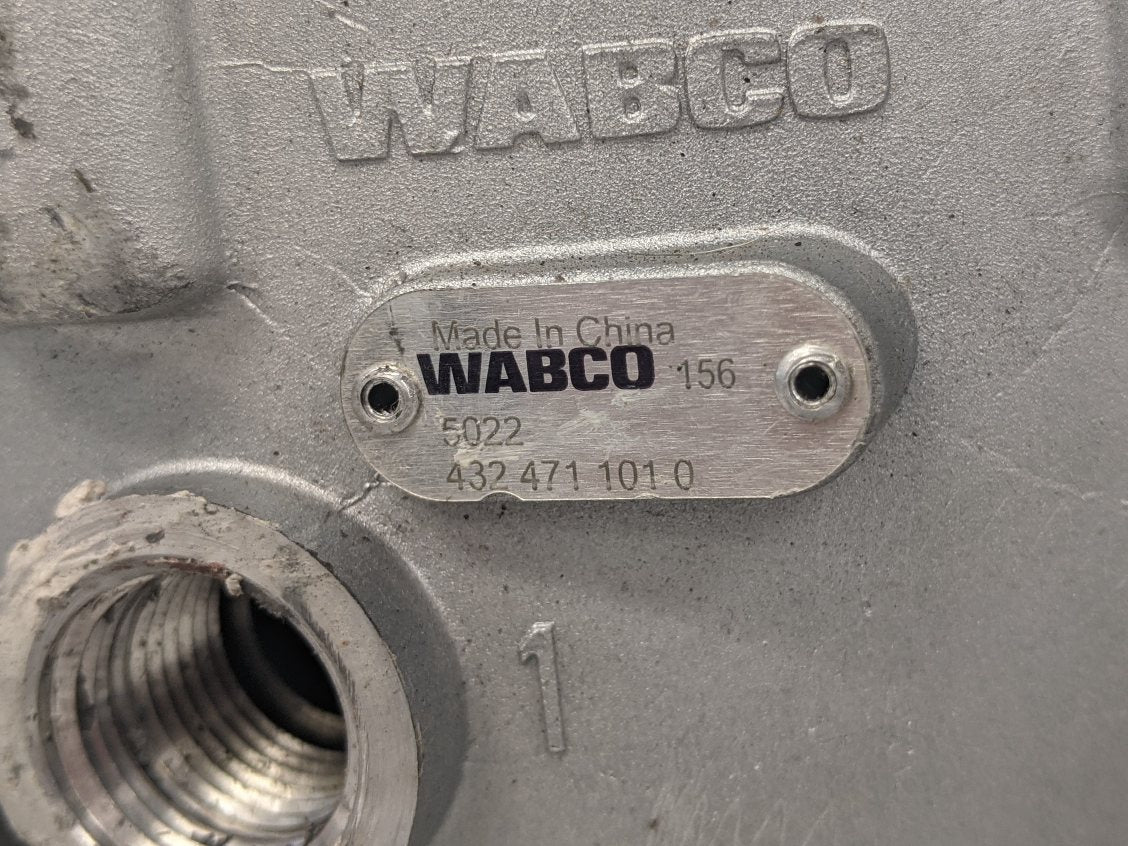 WABCO
Made In China
WABCO 156
5022
432 471 101 0
1